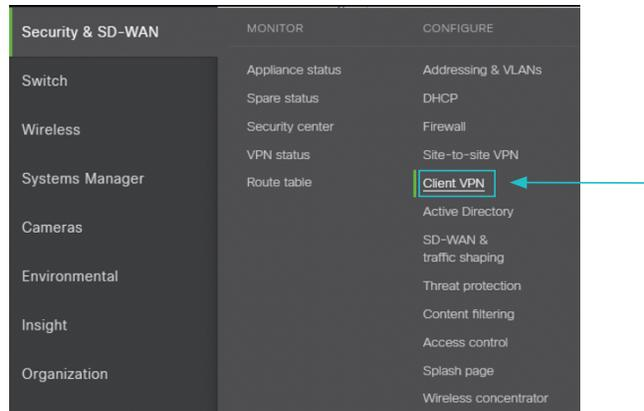 Security & SD-WAN
Switch
Wireless
Systems Manager
Cameras
Environmental
Insight
Organization
MONITOR
Appliance status
Spare status
Security center
VPN status
Route table
CONFIGURE
Addressing & VLANs
DHCP
Firewall
Site-to-site VPN
Client VPN
Active Directory
SD-WAN &
traffic shaping
Threat protection
Content filtering
Access control
Splash page
Wireless concentrator